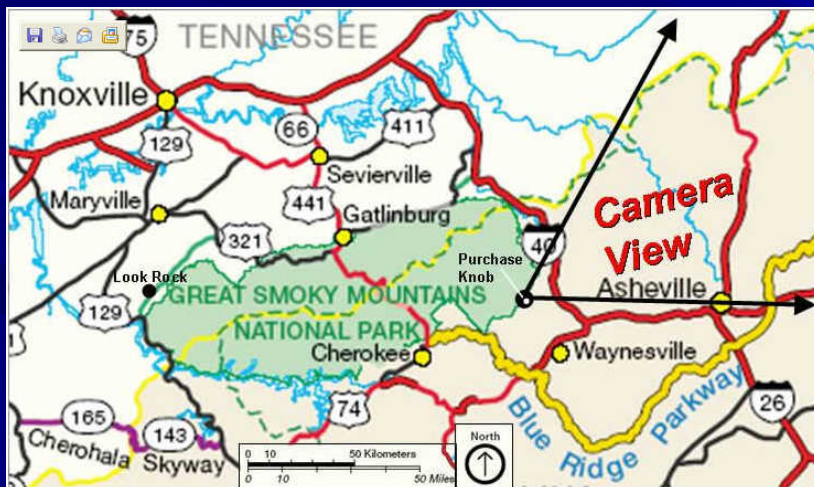 75
TENNESSEE
Knoxville
129
66
411
Sevierville
Maryville
441
Gatlinburg
321
40
Camera
View
Purchase
Knob
Look Rock
GREAT SMOKY MOUNTAINS
NATIONAL PARK
129
Asheville
Cherokee
Waynesville
165
143
Cherohala Skyway
74
Blue Ridge Parkway
26
North
0 10 50 Kilometers
0 10 50 Miles